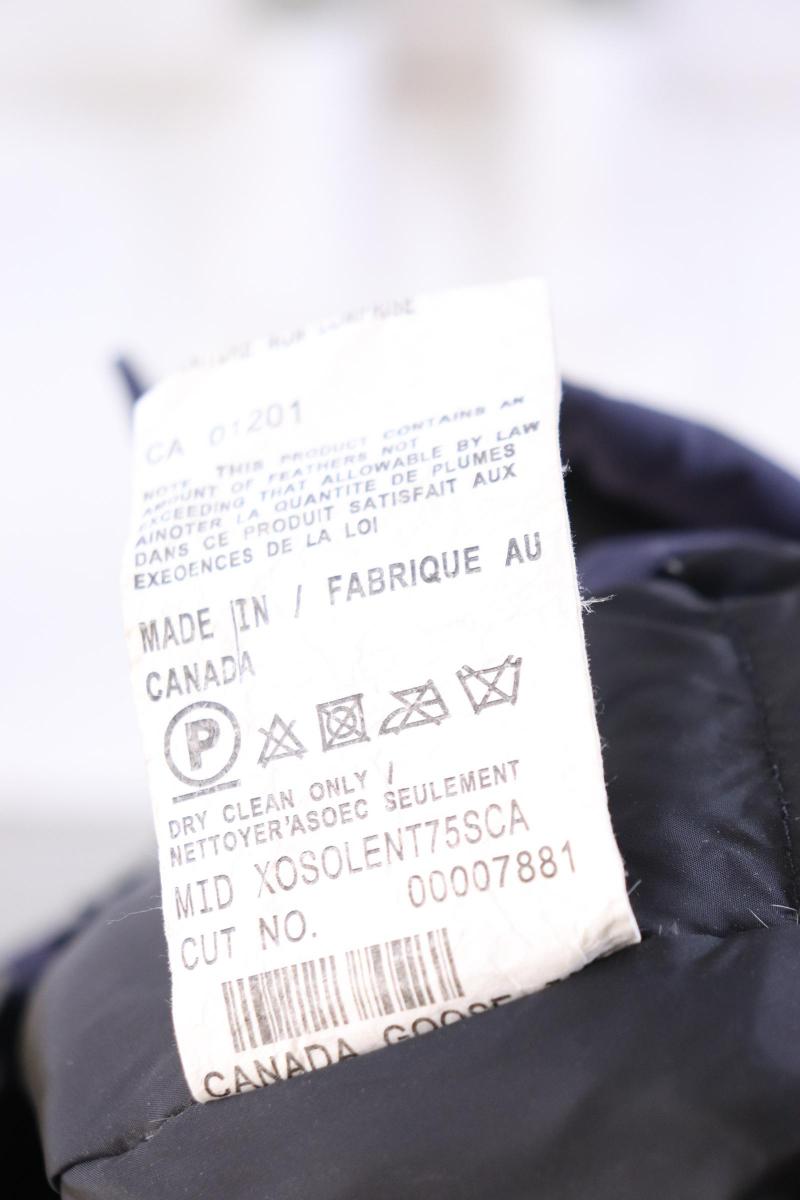 CA 01201
NOTE THIS PRODUCT CONTAINS AN
AMOUNT OF FEATHERS NOT
EXCEEDING THAT ALLOWABLE BY LAW
AINOTER LA QUANTITE DE PLUMES
DANS CE PRODUIT SATISFAIT AUX
EXEOENCES DE LA LOI
MADE IN / FABRIQUE AU
CANADA
P
DRY CLEAN ONLY /
NETTOYER'ASOEC SEULEMENT
MID XOSOLENT75SCA
CUT NO. 00007881
CANADA GOOSE